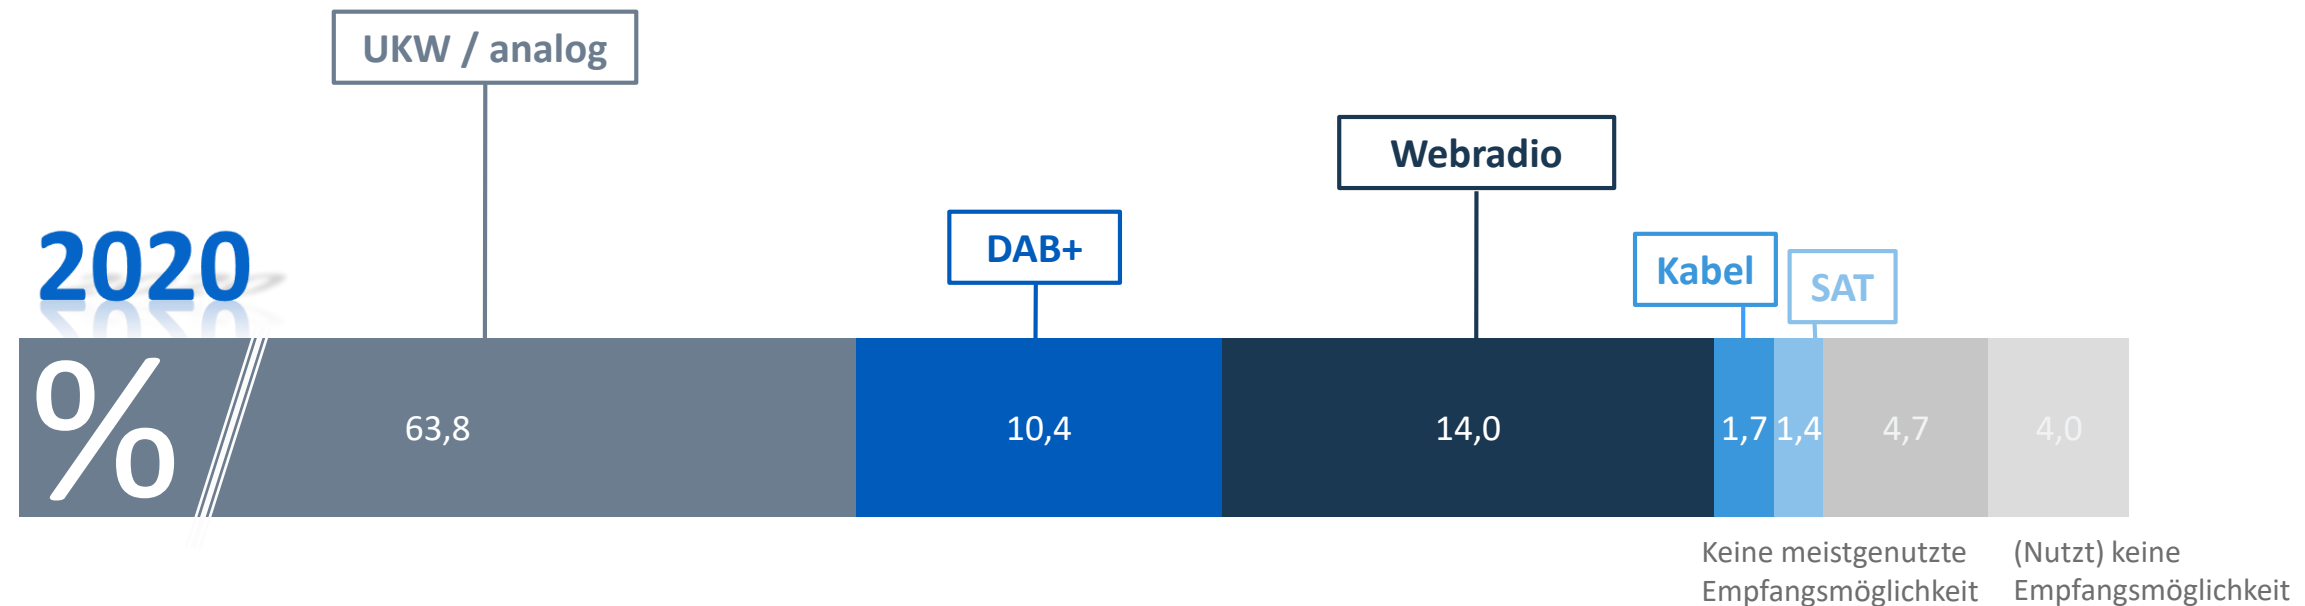 UKW / analog
Webradio
DAB+
Kabel
SAT
2020
%
63,8
10,4
14,0
1,7
1,4
4,7
4,0
Keine meistgenutzte
Empfangsmöglichkeit
(Nutzt) keine
Empfangsmöglichkeit